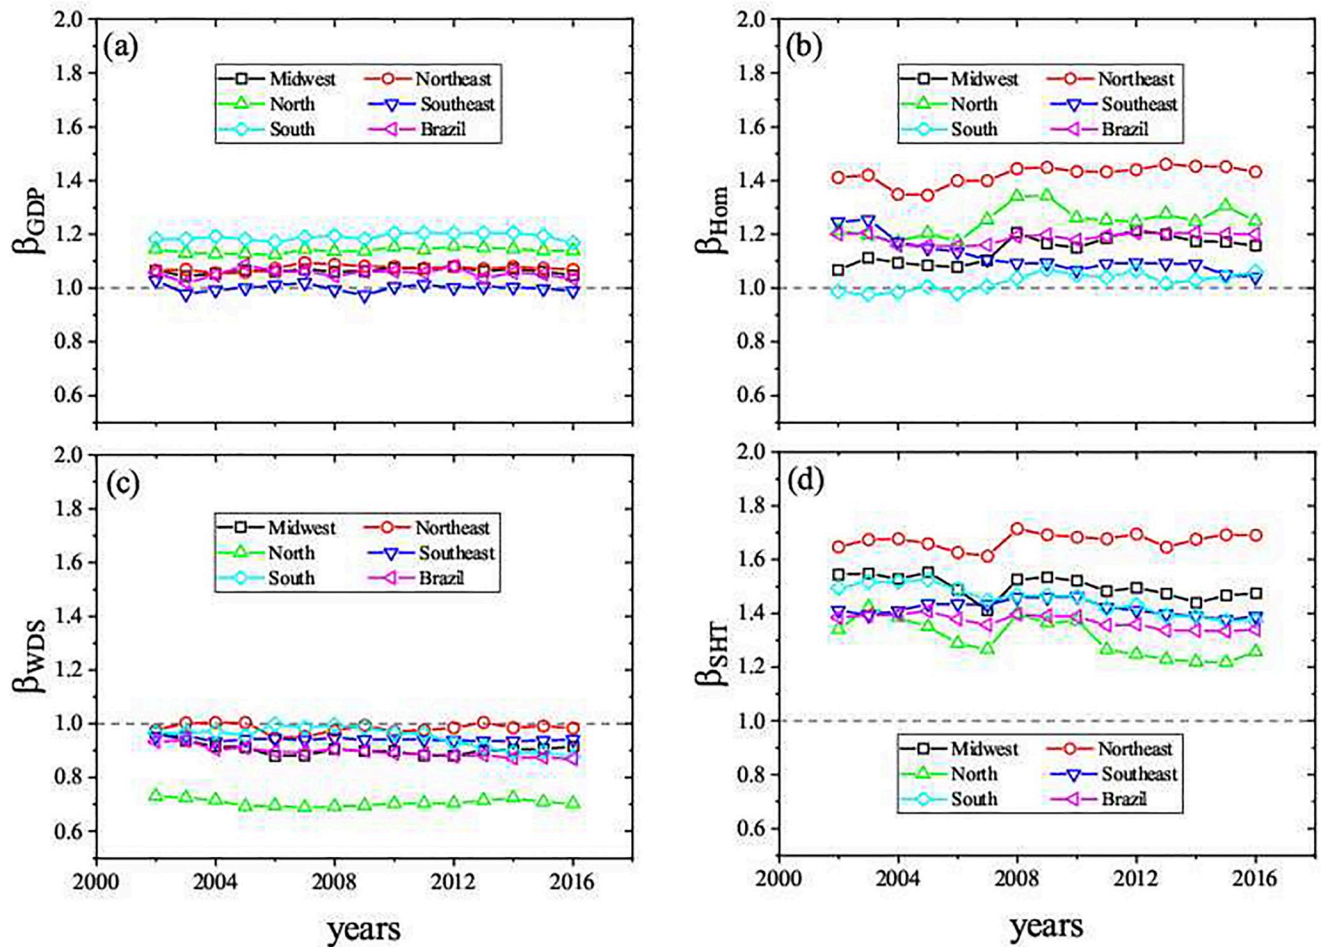 (a)
2.0
1.8
1.6
1.4
1.2
1.0
0.8
0.6
βGDP
Midwest Northeast
North Southeast
South Brazil
(b)
2.0
1.8
1.6
1.4
1.2
1.0
0.8
0.6
βHom
Midwest Northeast
North Southeast
South Brazil
(c)
2.0
1.8
1.6
1.4
1.2
1.0
0.8
0.6
βWDS
Midwest Northeast
North Southeast
South Brazil
2000 2004 2008 2012 2016
years
(d)
2.0
1.8
1.6
1.4
1.2
1.0
0.8
0.6
βSHT
Midwest Northeast
North Southeast
South Brazil
2000 2004 2008 2012 2016
years